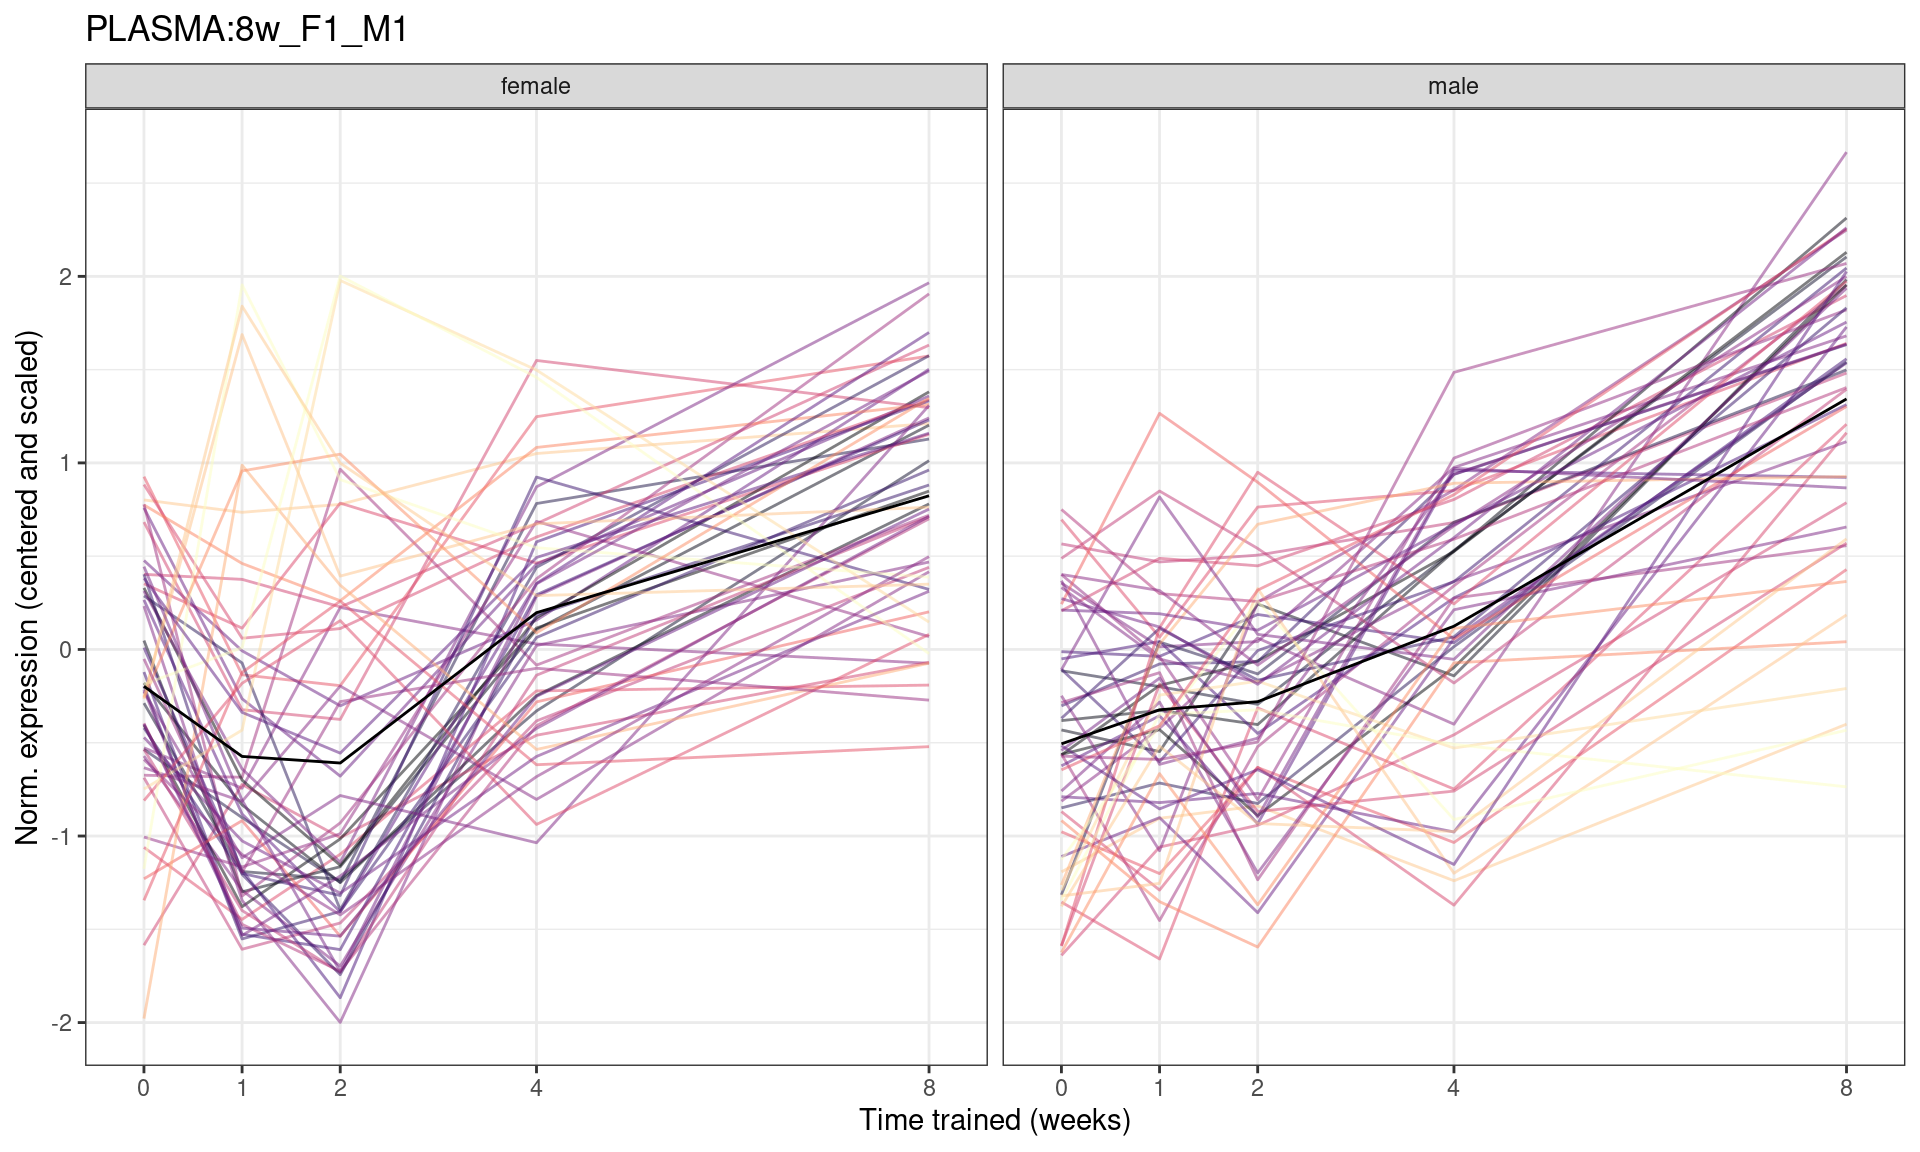 PLASMA:8w_F1_M1
female
male
Norm. expression (centered and scaled)
2
1
0
-1
-2
0 1 2 4 8
0 1 2 4 8
Time trained (weeks)